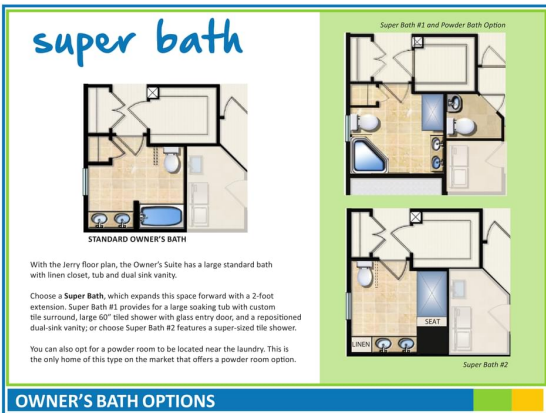 super bath
STANDARD OWNER'S BATH
With the Jerry floor plan, the Owner's Suite has a large standard bath
with linen closet, tub and dual sink vanity.
Choose a Super Bath, which expands this space forward with a 2-foot
extension. Super Bath #1 provides for a large soaking tub with custom
tile surround, large 60" tiled shower with glass entry door, and a repositioned
dual-sink vanity; or choose Super Bath #2 features a super-sized tile shower.
You can also opt for a powder room to be located near the laundry. This is
the only home of this type on the market that offers a powder room option.
Super Bath #1 and Powder Bath Option
SEAT
LINEN
Super Bath #2
OWNER'S BATH OPTIONS